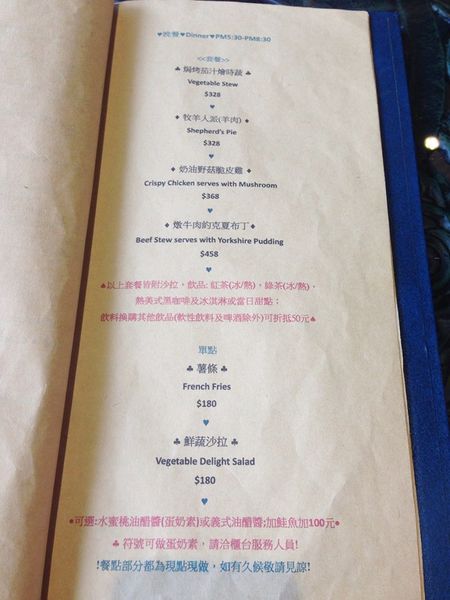 ♥晚餐♥Dinner♥PM5:30-PM8:30
<<套餐>>
♣ 焗烤茄汁燴時蔬 ♣
Vegetable Stew
$328
♥
♦ 牧羊人派(羊肉) ♦
Shepherd's Pie
$328
♥
♦ 奶油野菇脆皮雞 ♦
Crispy Chicken serves with Mushroom
$368
♥
♦ 燉牛肉約克夏布丁 ♦
Beef Stew serves with Yorkshire Pudding
$458
♥
♠以上套餐皆附沙拉，飲品: 紅茶(冰/熱)，綠茶(冰/熱)，
熱美式黑咖啡及冰淇淋或當日甜點；
飲料換購其他飲品(軟性飲料及啤酒除外)可折抵50元♠
單點
♣ 薯條 ♣
French Fries
$180
♥
♣ 鮮蔬沙拉 ♣
Vegetable Delight Salad
$180
♥
●可選:水蜜桃油醋醬(蛋奶素)或義式油醋醬;加鮭魚加100元●
♣ 符號可做蛋奶素，請洽櫃台服務人員!
!餐點部分都為現點現做，如有久候敬請見諒!